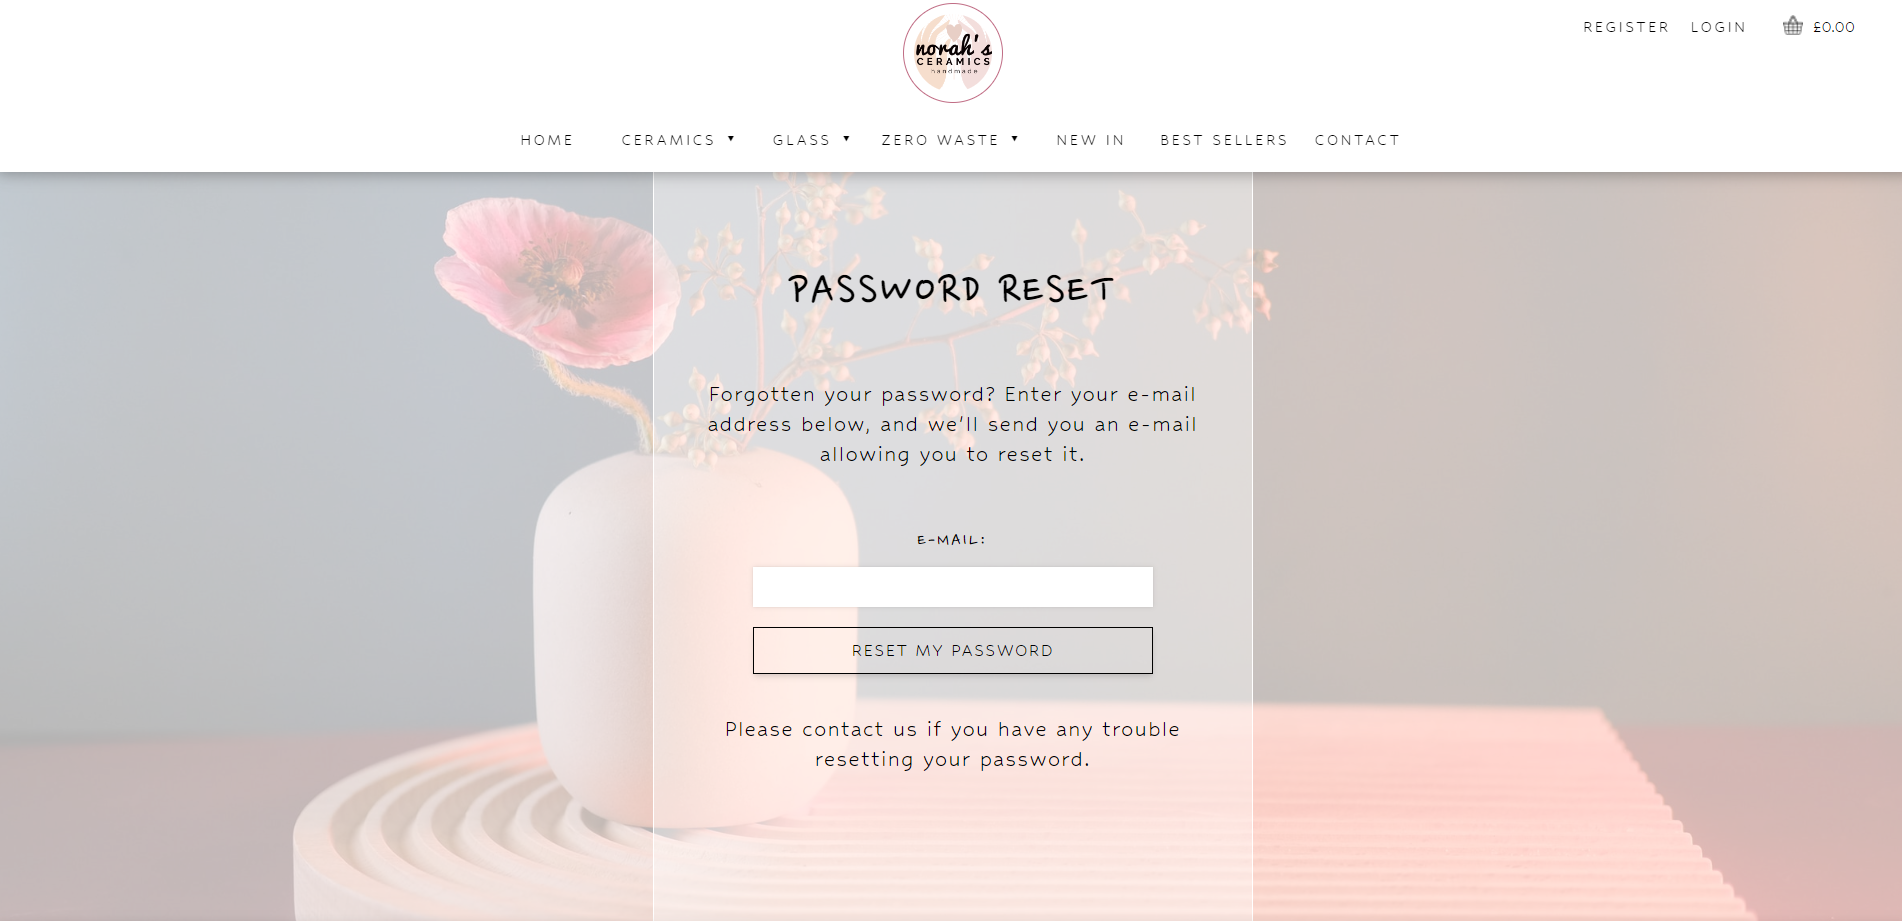 norah's
CERAMICS
handmade
REGISTER LOGIN £0.00
HOME CERAMICS ▼ GLASS ▼ ZERO WASTE ▼ NEW IN BEST SELLERS CONTACT
PASSWORD RESET
Forgotten your password? Enter your e-mail
address below, and we'll send you an e-mail
allowing you to reset it.
E-MAIL:
RESET MY PASSWORD
Please contact us if you have any trouble
resetting your password.